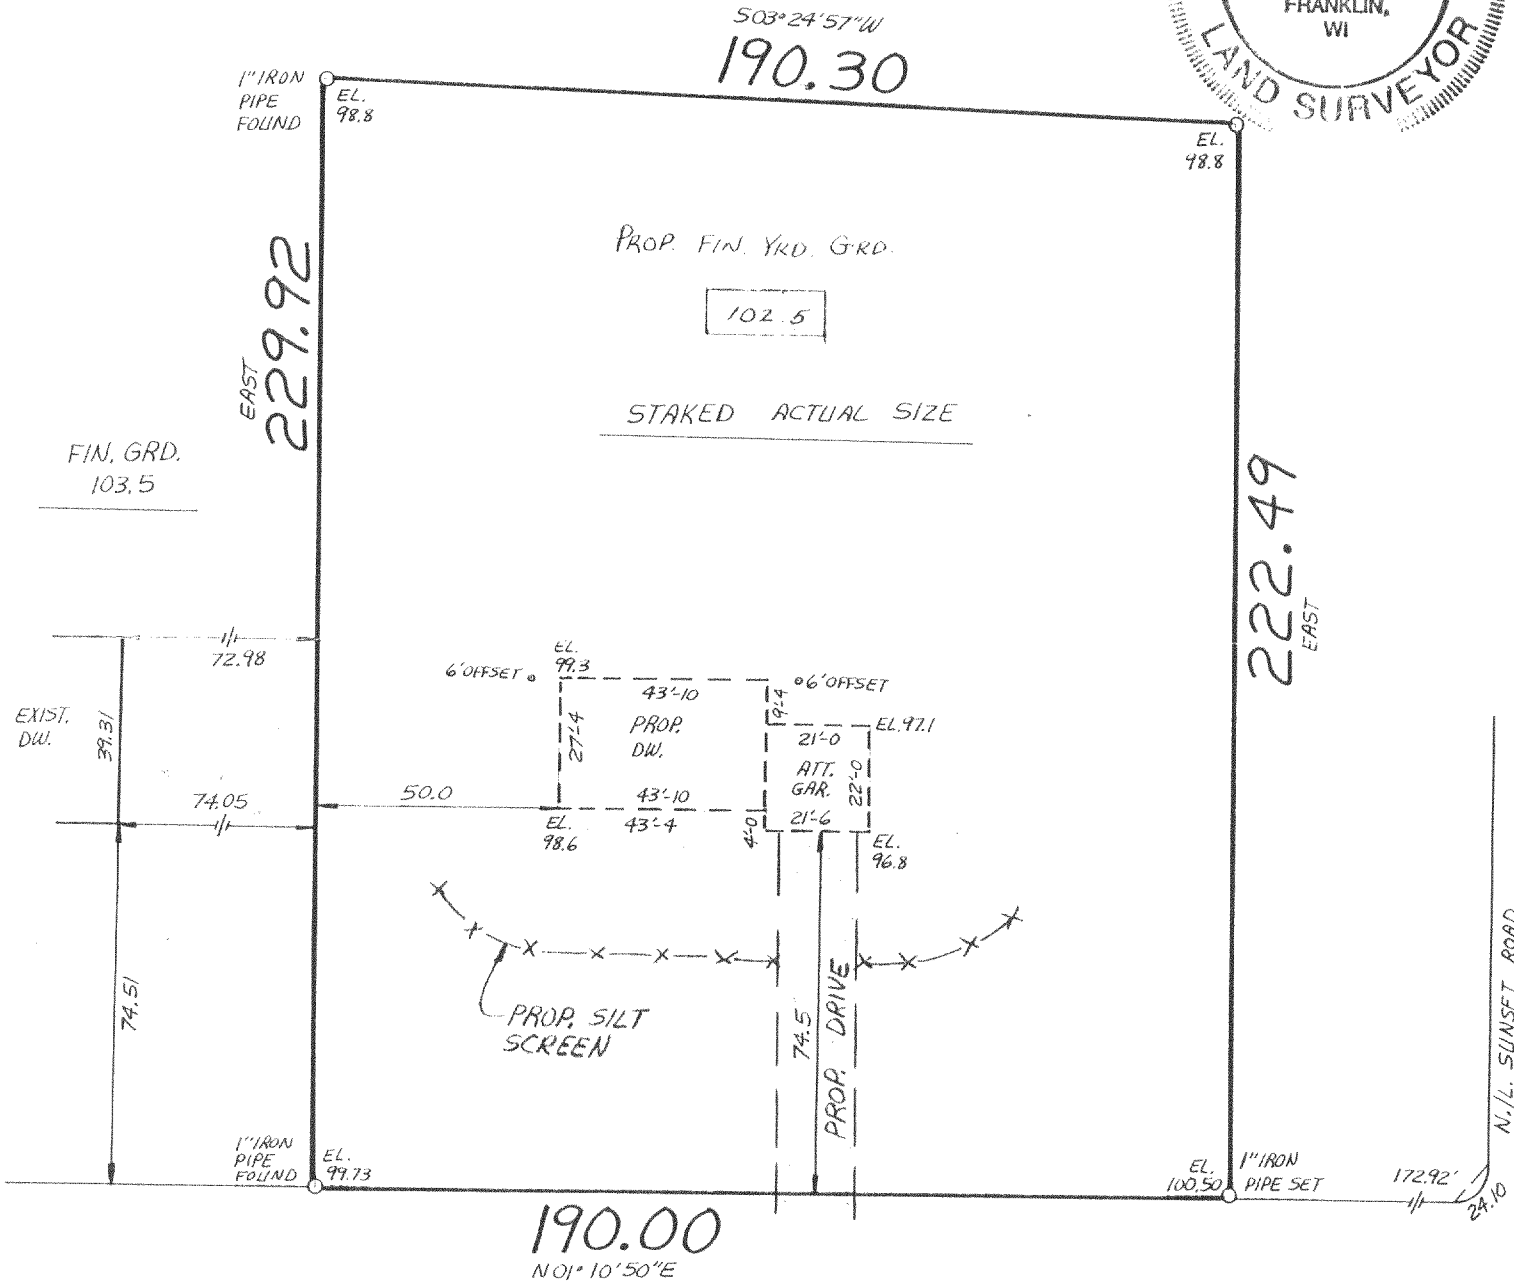 FRANKLIN,
WI
LAND SURVEYOR
S03°24'57"W
190.30
1" IRON
PIPE
FOUND
EL.
98.8
EL.
98.8
PROP. FIN. YRD. GRD.
102.5
STAKED ACTUAL SIZE
229.92
EAST
FIN. GRD.
103.5
222.49
EAST
72.98
EXIST.
DW.
39.31
74.05
74.51
6' OFFSET
EL.
99.3
43'-10
6' OFFSET
9'-4
27'-4
PROP.
DW.
EL. 97.1
21'-0
ATT.
GAR.
22'-0
50.0
43'-10
43'-4
EL.
98.6
4'-0
21'-6
EL.
96.8
PROP. SILT
SCREEN
74.5
PROP. DRIVE
N./L. SUNSET ROAD
1" IRON
PIPE
FOUND
EL.
99.73
EL.
100.50
1" IRON
PIPE SET
172.92'
24.10
190.00
N01°10'50"E